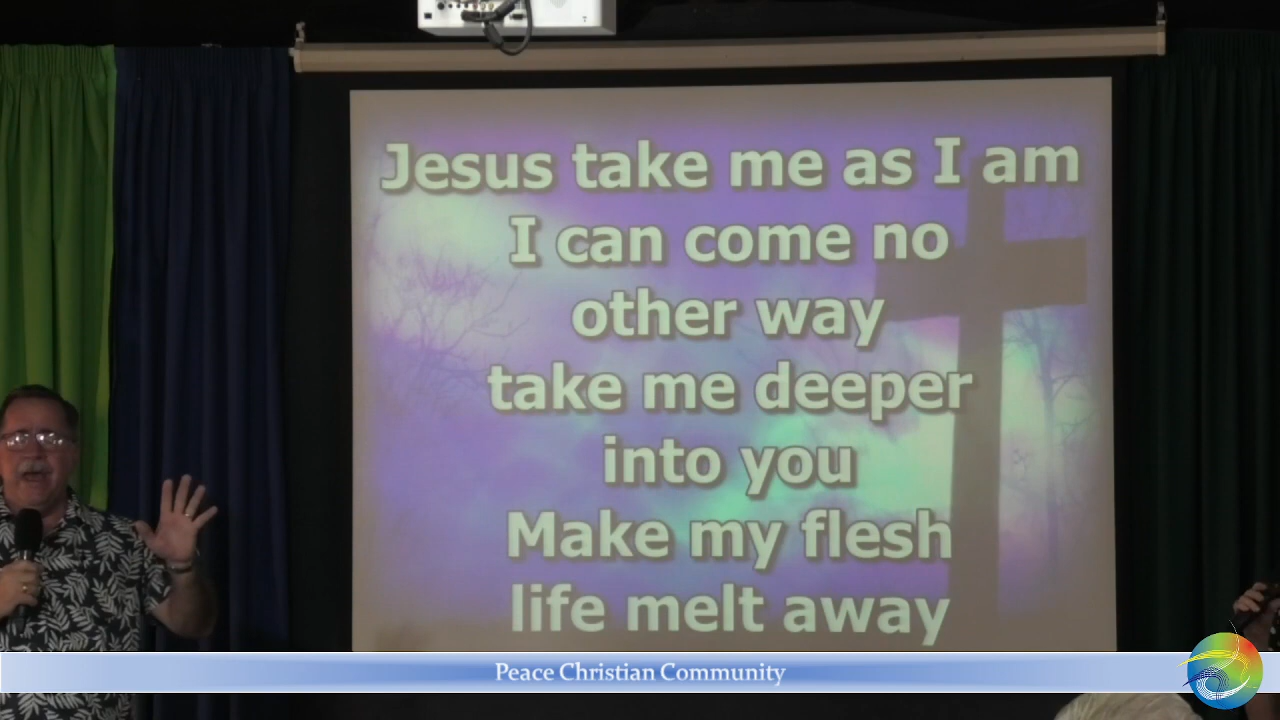 Jesus take me as I am
I can come no
other way
take me deeper
into you
Make my flesh
life melt away
Peace Christian Community